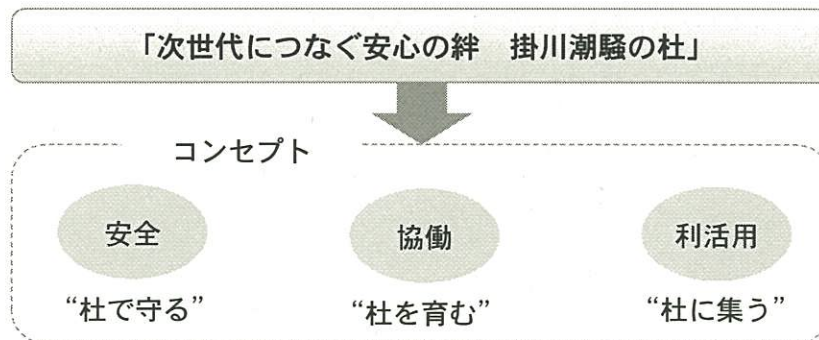 「次世代につなぐ安心の絆　掛川潮騒の杜」
コンセプト
安全
協働
利活用
“杜で守る”
“杜を育む”
“杜に集う”